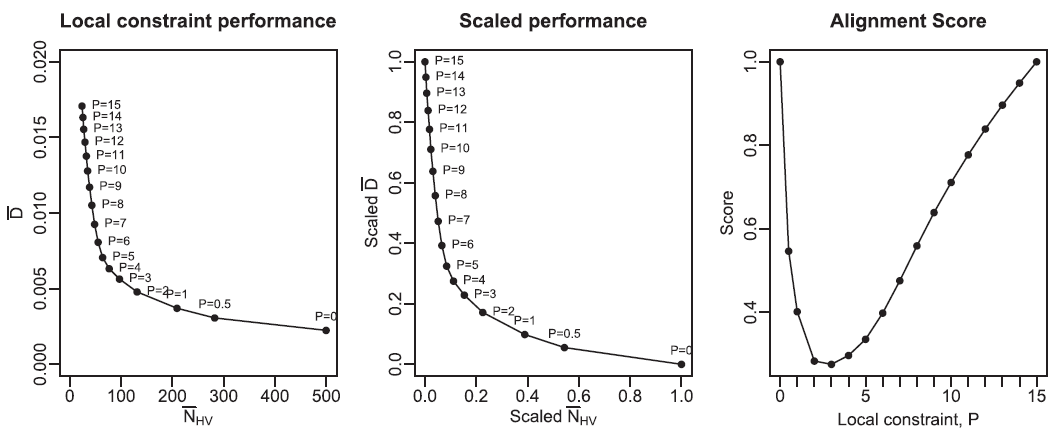 Local constraint performance
0.020
0.015
0.010
0.005
0.000
D̅
P=15
P=14
P=13
P=12
P=11
P=10
P=9
P=8
P=7
P=6
P=5
P=4
P=3
P=2
P=1
P=0.5
P=0
0 100 200 300 400 500
N̅HV
Scaled performance
1.0
0.8
0.6
0.4
0.2
0.0
Scaled D̅
P=15
P=14
P=13
P=12
P=11
P=10
P=9
P=8
P=7
P=6
P=5
P=4
P=3
P=2
P=1
P=0.5
P=0
0.0 0.2 0.4 0.6 0.8 1.0
Scaled N̅HV
Alignment Score
1.0
0.8
0.6
0.4
Score
0 5 10 15
Local constraint, P